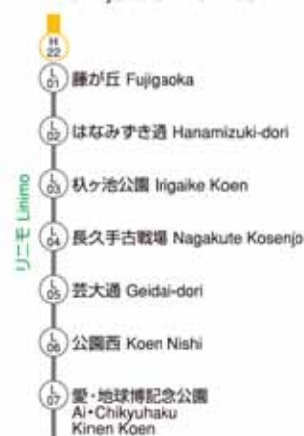 H
22
L
01
藤が丘 Fujigaoka
L
02
はなみずき通 Hanamizuki-dori
L
03
杁ヶ池公園 Irigaike Koen
L
04
長久手古戦場 Nagakute Kosenjo
L
05
芸大通 Geidai-dori
L
06
公園西 Koen Nishi
L
07
愛・地球博記念公園
Ai・Chikyuhaku
Kinen Koen
リニモ Linimo